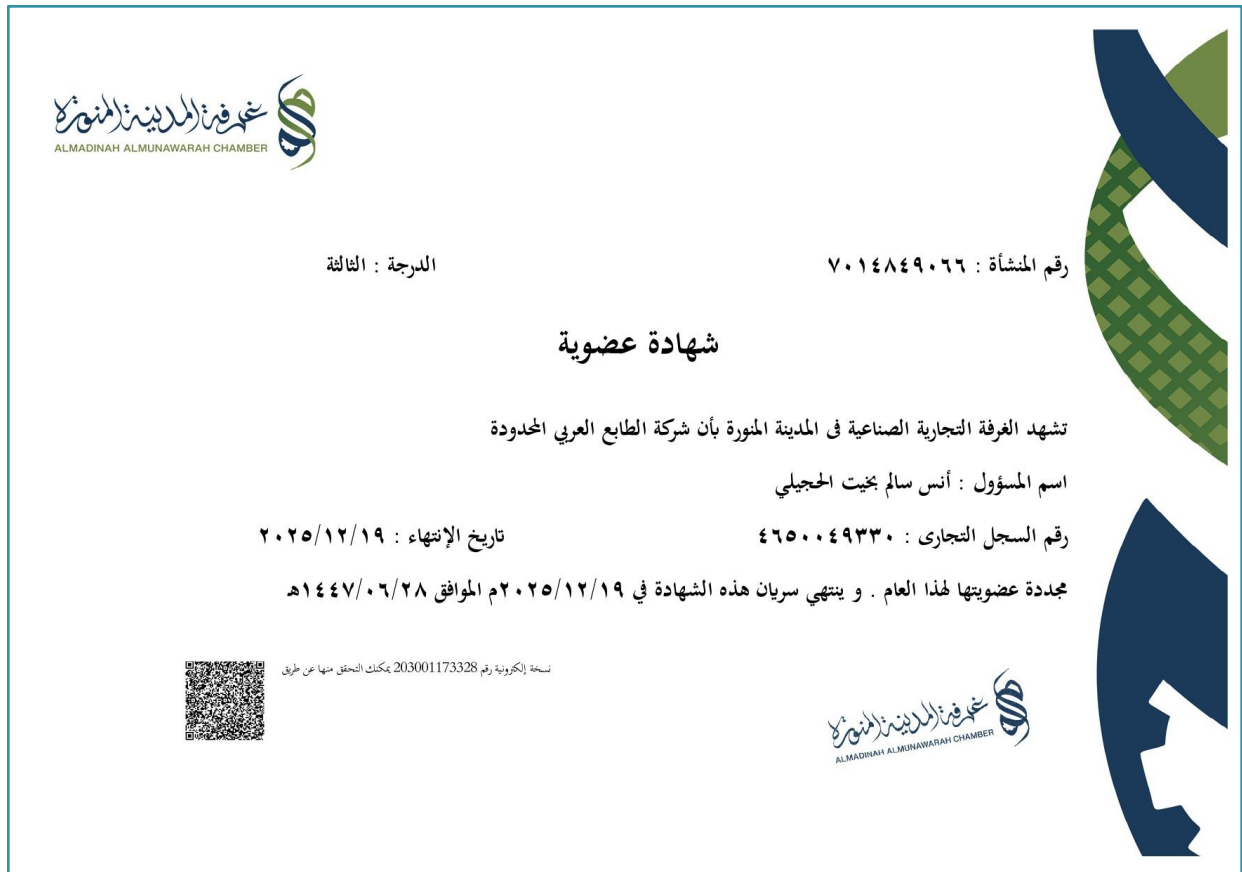 غرفة المدينة المنورة
ALMADINAH ALMUNAWARAH CHAMBER
رقم المنشأة : ٧٠١٤٨٤٩٠٦٦ الدرجة : الثالثة
شهادة عضوية
تشهد الغرفة التجارية الصناعية فى المدينة المنورة بأن شركة الطابع العربي المحدودة
اسم المسؤول : أنس سالم بخيت الحجيلي
رقم السجل التجارى : ٤٦٥٠٠٤٩٣٣٠ تاريخ الإنتهاء : ٢٠٢٥/١٢/١٩
مجددة عضويتها لهذا العام . و ينتهي سريان هذه الشهادة في ٢٠٢٥/١٢/١٩م الموافق ١٤٤٧/٠٦/٢٨هـ
نسخة إلكترونية رقم 203001173328 يمكنك التحقق منها عن طريق
غرفة المدينة المنورة
ALMADINAH ALMUNAWARAH CHAMBER